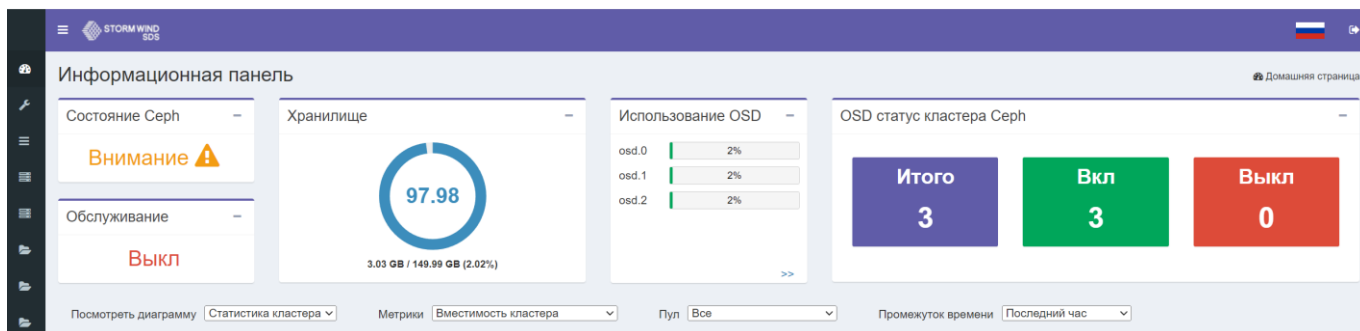 STORMWIND
SDS
Информационная панель
Домашняя страница
Состояние Ceph
Внимание
Обслуживание
Выкл
Хранилище
97.98
3.03 GB / 149.99 GB (2.02%)
Использование OSD
osd.0 2%
osd.1 2%
osd.2 2%
>>
OSD статус кластера Ceph
Итого
3
Вкл
3
Выкл
0
Посмотреть диаграмму Статистика кластера Метрики Вместимость кластера Пул Все Промежуток времени Последний час